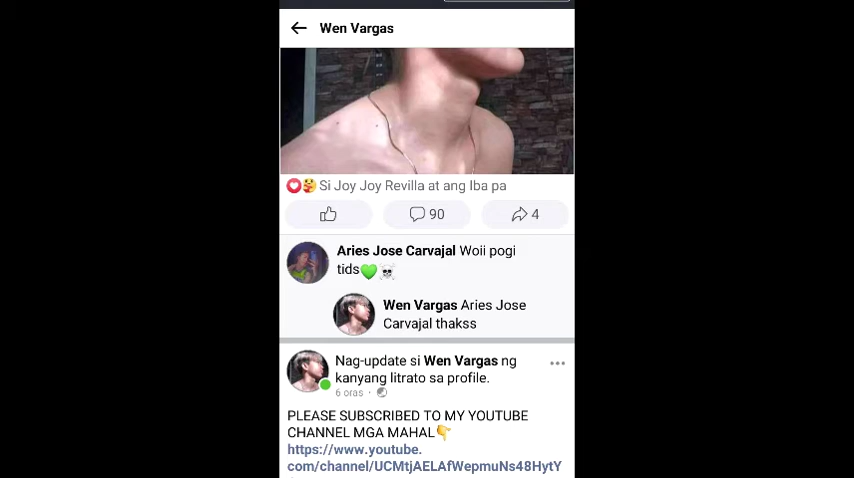 Wen Vargas
Si Joy Joy Revilla at ang Iba pa
90
4
Aries Jose Carvajal Woii pogi
tids💚☠️
Wen Vargas Aries Jose
Carvajal thakss
Nag-update si Wen Vargas ng
kanyang litrato sa profile.
6 oras
PLEASE SUBSCRIBED TO MY YOUTUBE
CHANNEL MGA MAHAL👇
https://www.youtube.
com/channel/UCMtjAELAfWepmuNs48HytY